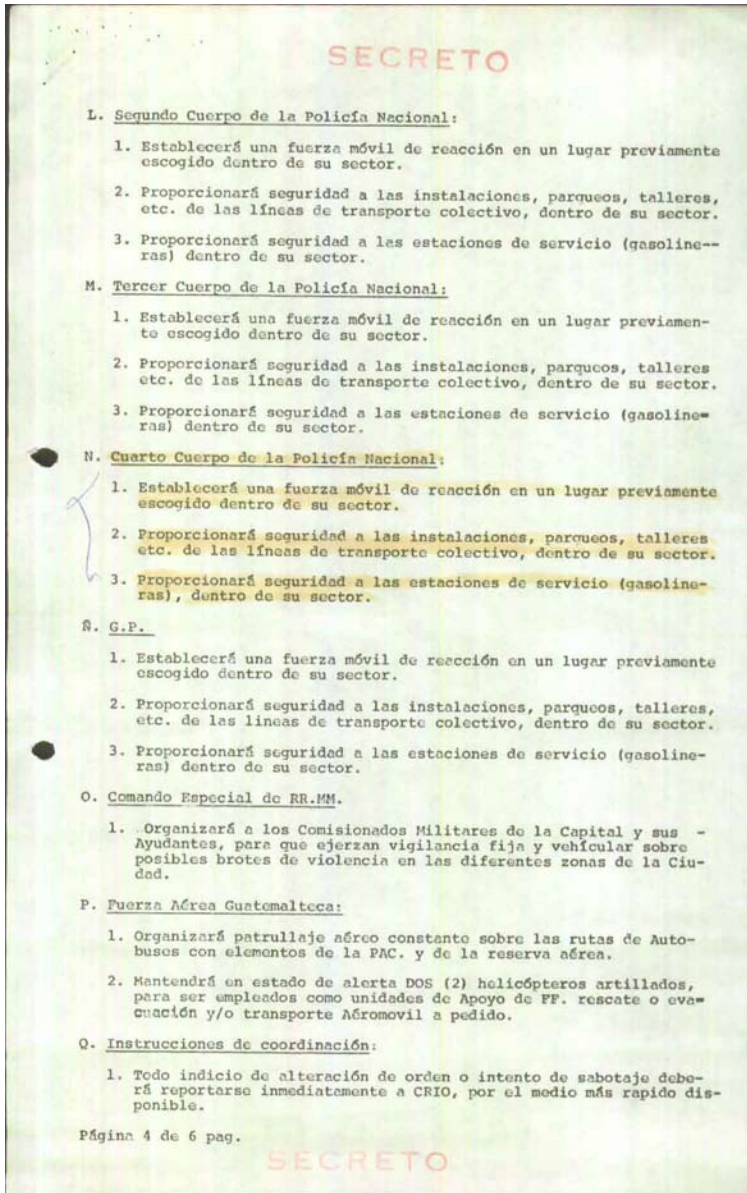 SECRETO
L. Segundo Cuerpo de la Policía Nacional:
1. Establecerá una fuerza móvil de reacción en un lugar previamente
escogido dentro de su sector.
2. Proporcionará seguridad a las instalaciones, parqueos, talleres,
etc. de las líneas de transporte colectivo, dentro de su sector.
3. Proporcionará seguridad a las estaciones de servicio (gasoline--
ras) dentro de su sector.
M. Tercer Cuerpo de la Policía Nacional:
1. Establecerá una fuerza móvil de reacción en un lugar previamen-
te escogido dentro de su sector.
2. Proporcionará seguridad a las instalaciones, parqueos, talleres
etc. de las líneas de transporte colectivo, dentro de su sector.
3. Proporcionará seguridad a las estaciones de servicio (gasoline=
ras) dentro de su sector.
N. Cuarto Cuerpo de la Policía Nacional:
1. Establecerá una fuerza móvil de reacción en un lugar previamente
escogido dentro de su sector.
2. Proporcionará seguridad a las instalaciones, parqueos, talleres
etc. de las líneas de transporte colectivo, dentro de su sector.
3. Proporcionará seguridad a las estaciones de servicio (gasoline-
ras), dentro de su sector.
Ñ. G.P.
1. Establecerá una fuerza móvil de reacción en un lugar previamente
escogido dentro de su sector.
2. Proporcionará seguridad a las instalaciones, parqueos, talleres,
etc. de las lineas de transporte colectivo, dentro de su sector.
3. Proporcionará seguridad a las estaciones de servicio (gasoline-
ras) dentro de su sector.
O. Comando Especial de RR.MM.
1. Organizará a los Comisionados Militares de la Capital y sus -
Ayudantes, para que ejerzan vigilancia fija y vehícular sobre
posibles brotes de violencia en las diferentes zonas de la Ciu-
dad.
P. Fuerza Aérea Guatemalteca:
1. Organizará patrullaje aéreo constante sobre las rutas de Auto-
buses con elementos de la PAC. y de la reserva aérea.
2. Mantendrá en estado de alerta DOS (2) helicópteros artillados,
para ser empleados como unidades de Apoyo de FF. rescate o eva=
cuación y/o transporte Aéromovil a pedido.
Q. Instrucciones de coordinación:
1. Todo indicio de alteración de orden o intento de sabotaje debe-
rá reportarse inmediatamente a CRIO, por el medio más rapido dis-
ponible.
Página 4 de 6 pag.
SECRETO